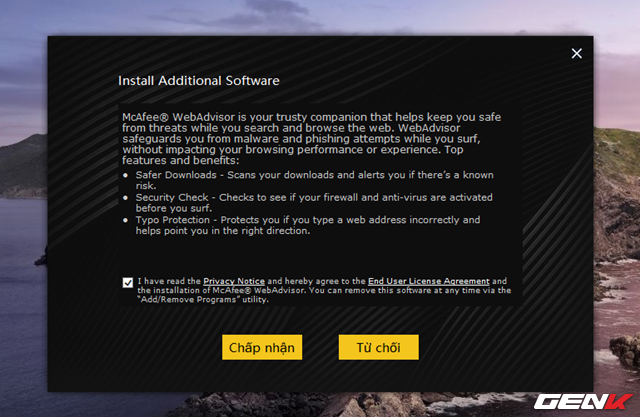 Install Additional Software
McAfee® WebAdvisor is your trusty companion that helps keep you safe
from threats while you search and browse the web. WebAdvisor
safeguards you from malware and phishing attempts while you surf,
without impacting your browsing performance or experience. Top
features and benefits:
● Safer Downloads - Scans your downloads and alerts you if there's a known
risk.
● Security Check - Checks to see if your firewall and anti-virus are activated
before you surf.
● Typo Protection - Protects you if you type a web address incorrectly and
helps point you in the right direction.
I have read the Privacy Notice and hereby agree to the End User License Agreement and
the installation of McAfee® WebAdvisor. You can remove this software at any time via the
"Add/Remove Programs" utility.
Chấp nhận
Từ chối
GENK